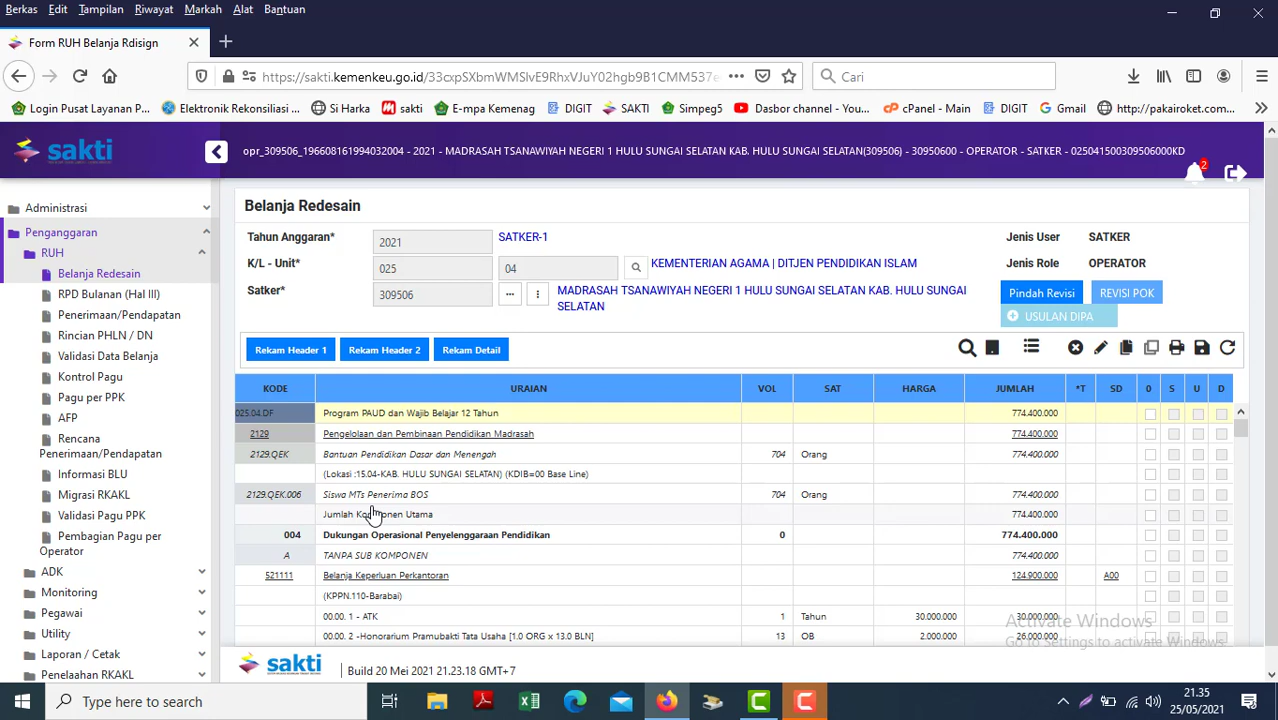 Berkas Edit Tampilan Riwayat Markah Alat Bantuan
Form RUH Belanja Rdisign
https://sakti.kemenkeu.go.id/33cxpSXbmWMSlvE9RhxVJuY02hgb9B1CMM537e
Cari
Login Pusat Layanan P... Elektronik Rekonsiliasi ... Si Harka sakti E-mpa Kemenag DIGIT SAKTI Simpeg5 Dasbor channel - You... cPanel - Main DIGIT Gmail http://pakairoket.com...
sakti
opr_309506_196608161994032004 - 2021 - MADRASAH TSANAWIYAH NEGERI 1 HULU SUNGAI SELATAN KAB. HULU SUNGAI SELATAN(309506) - 30950600 - OPERATOR - SATKER - 025041500309506000KD
2
Administrasi
Penganggaran
RUH
Belanja Redesain
RPD Bulanan (Hal III)
Penerimaan/Pendapatan
Rincian PHLN / DN
Validasi Data Belanja
Kontrol Pagu
Pagu per PPK
AFP
Rencana
Penerimaan/Pendapatan
Informasi BLU
Migrasi RKAKL
Validasi Pagu PPK
Pembagian Pagu per
Operator
ADK
Monitoring
Pegawai
Utility
Laporan / Cetak
Penelaahan RKAKL
Belanja Redesain
Tahun Anggaran* 2021 SATKER-1 Jenis User SATKER
K/L - Unit* 025 04 KEMENTERIAN AGAMA | DITJEN PENDIDIKAN ISLAM Jenis Role OPERATOR
Satker* 309506 ... MADRASAH TSANAWIYAH NEGERI 1 HULU SUNGAI SELATAN KAB. HULU SUNGAI
SELATAN
Pindah Revisi REVISI POK
USULAN DIPA
Rekam Header 1 Rekam Header 2 Rekam Detail
KODE URAIAN VOL SAT HARGA JUMLAH *T SD 0 S U D
025.04.DF Program PAUD dan Wajib Belajar 12 Tahun 774.400.000
2129 Pengelolaan dan Pembinaan Pendidikan Madrasah 774.400.000
2129.QEK Bantuan Pendidikan Dasar dan Menengah 704 Orang 774.400.000
(Lokasi :15.04-KAB. HULU SUNGAI SELATAN) (KDIB=00 Base Line)
2129.QEK.006 Siswa MTs Penerima BOS 704 Orang 774.400.000
Jumlah Komponen Utama 774.400.000
004 Dukungan Operasional Penyelenggaraan Pendidikan 0 774.400.000
A TANPA SUB KOMPONEN 774.400.000
521111 Belanja Keperluan Perkantoran 124.900.000 A00
(KPPN.110-Barabai)
00.00. 1 - ATK 1 Tahun 30.000.000 30.000.000
00.00. 2 -Honorarium Pramubakti Tata Usaha [1.0 ORG x 13.0 BLN] 13 OB 2.000.000 26.000.000
Activate Windows
Go to Settings to activate Windows.
sakti Build 20 Mei 2021 21.23.18 GMT+7
Type here to search
21.35
25/05/2021